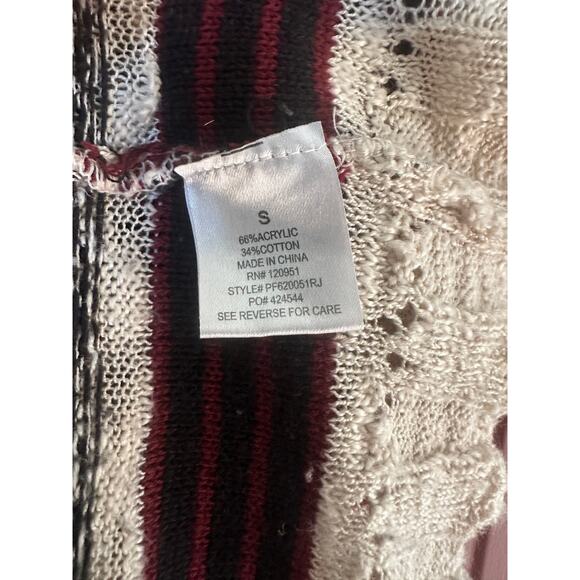 S
66%ACRYLIC
34%COTTON
MADE IN CHINA
RN# 120951
STYLE# PF620051RJ
PO# 424544
SEE REVERSE FOR CARE